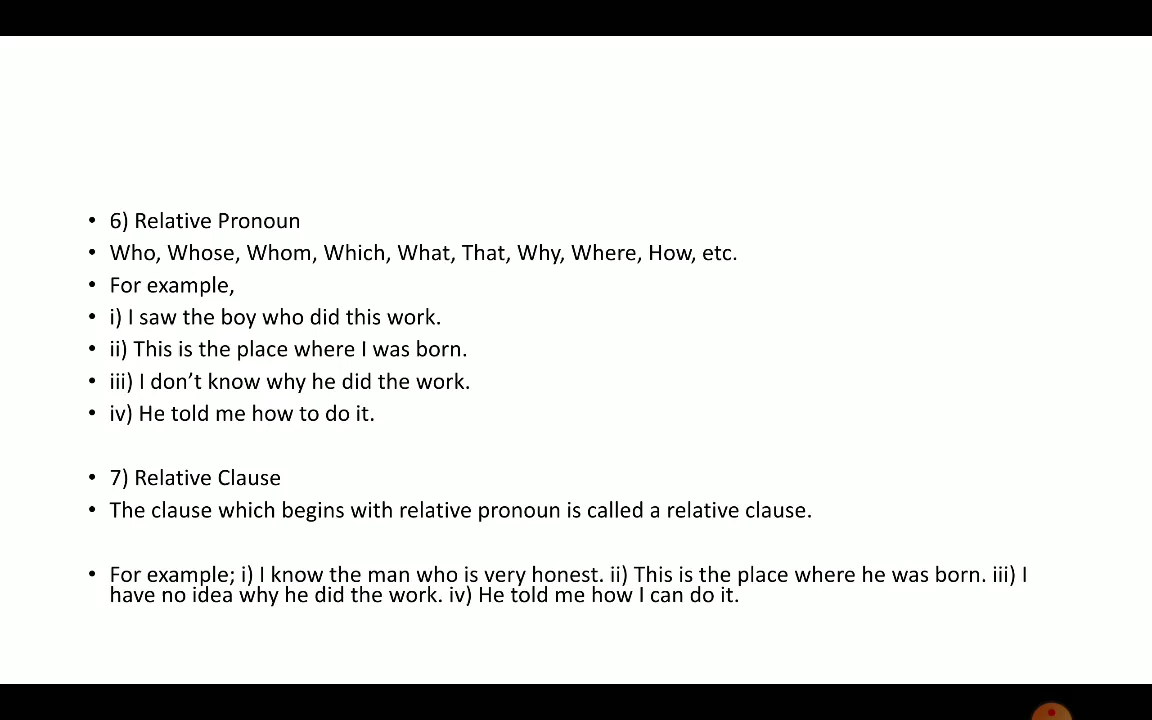 • 6) Relative Pronoun
• Who, Whose, Whom, Which, What, That, Why, Where, How, etc.
• For example,
• i) I saw the boy who did this work.
• ii) This is the place where I was born.
• iii) I don’t know why he did the work.
• iv) He told me how to do it.
• 7) Relative Clause
• The clause which begins with relative pronoun is called a relative clause.
• For example; i) I know the man who is very honest. ii) This is the place where he was born. iii) I
have no idea why he did the work. iv) He told me how I can do it.